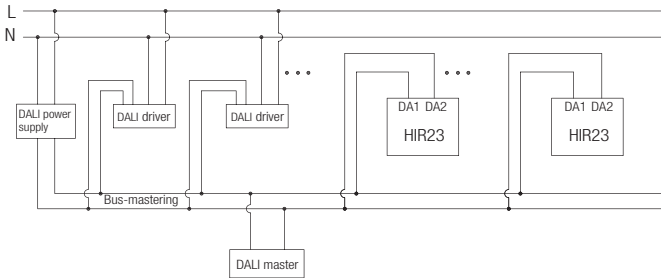 L
N
DALI power
supply
DALI driver
DALI driver
DA1 DA2
HIR23
DA1 DA2
HIR23
Bus-mastering
DALI master